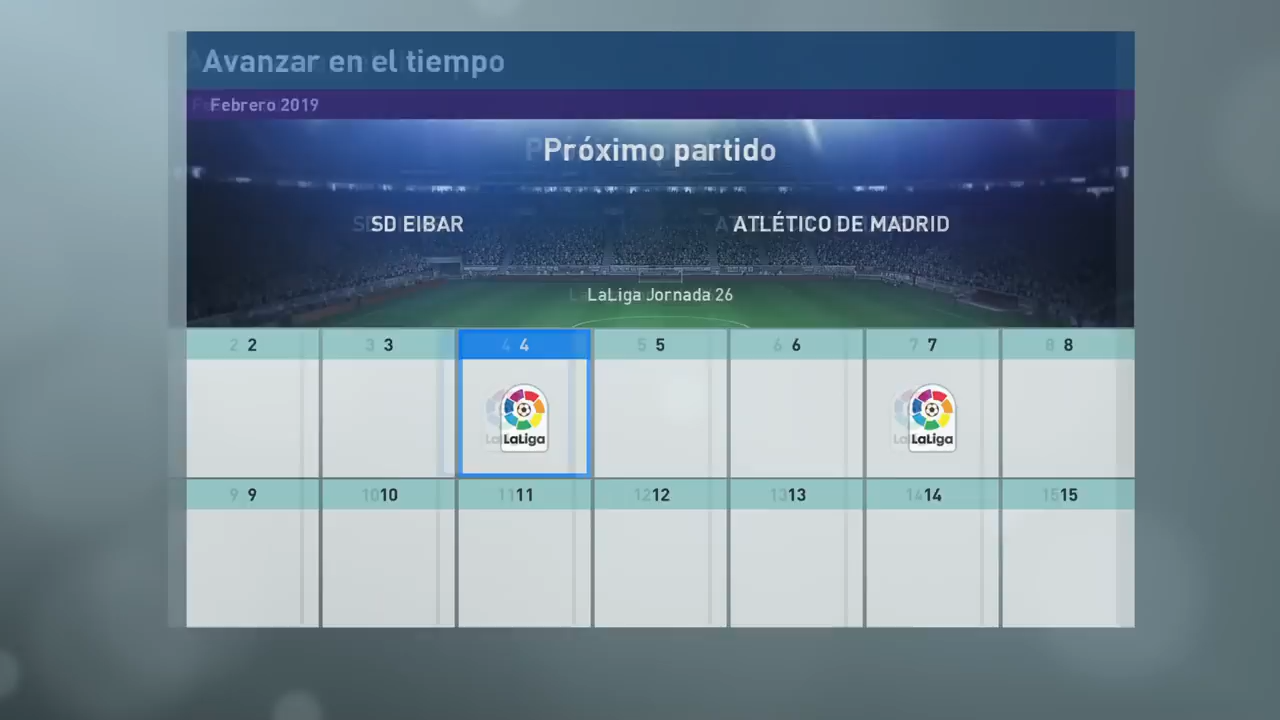 Avanzar en el tiempo
Febrero 2019
Próximo partido
SD EIBAR ATLÉTICO DE MADRID
LaLiga Jornada 26
2 3 4 5 6 7 8
LaLiga LaLiga
9 10 11 12 13 14 15